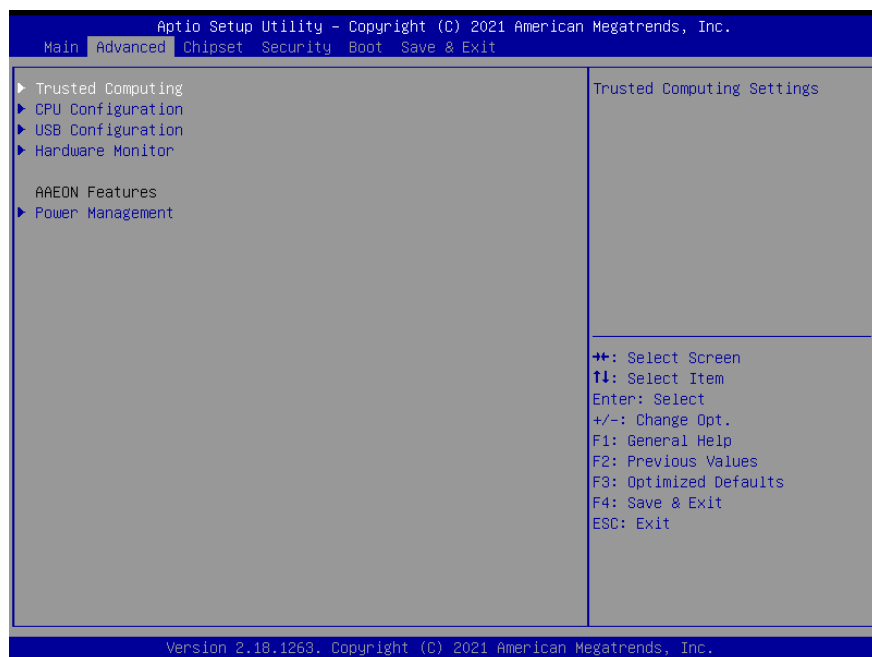 Aptio Setup Utility – Copyright (C) 2021 American Megatrends, Inc.
Main Advanced Chipset Security Boot Save & Exit
Trusted Computing
CPU Configuration
USB Configuration
Hardware Monitor
AAEON Features
Power Management
Trusted Computing Settings
→←: Select Screen
↑↓: Select Item
Enter: Select
+/-: Change Opt.
F1: General Help
F2: Previous Values
F3: Optimized Defaults
F4: Save & Exit
ESC: Exit
Version 2.18.1263. Copyright (C) 2021 American Megatrends, Inc.